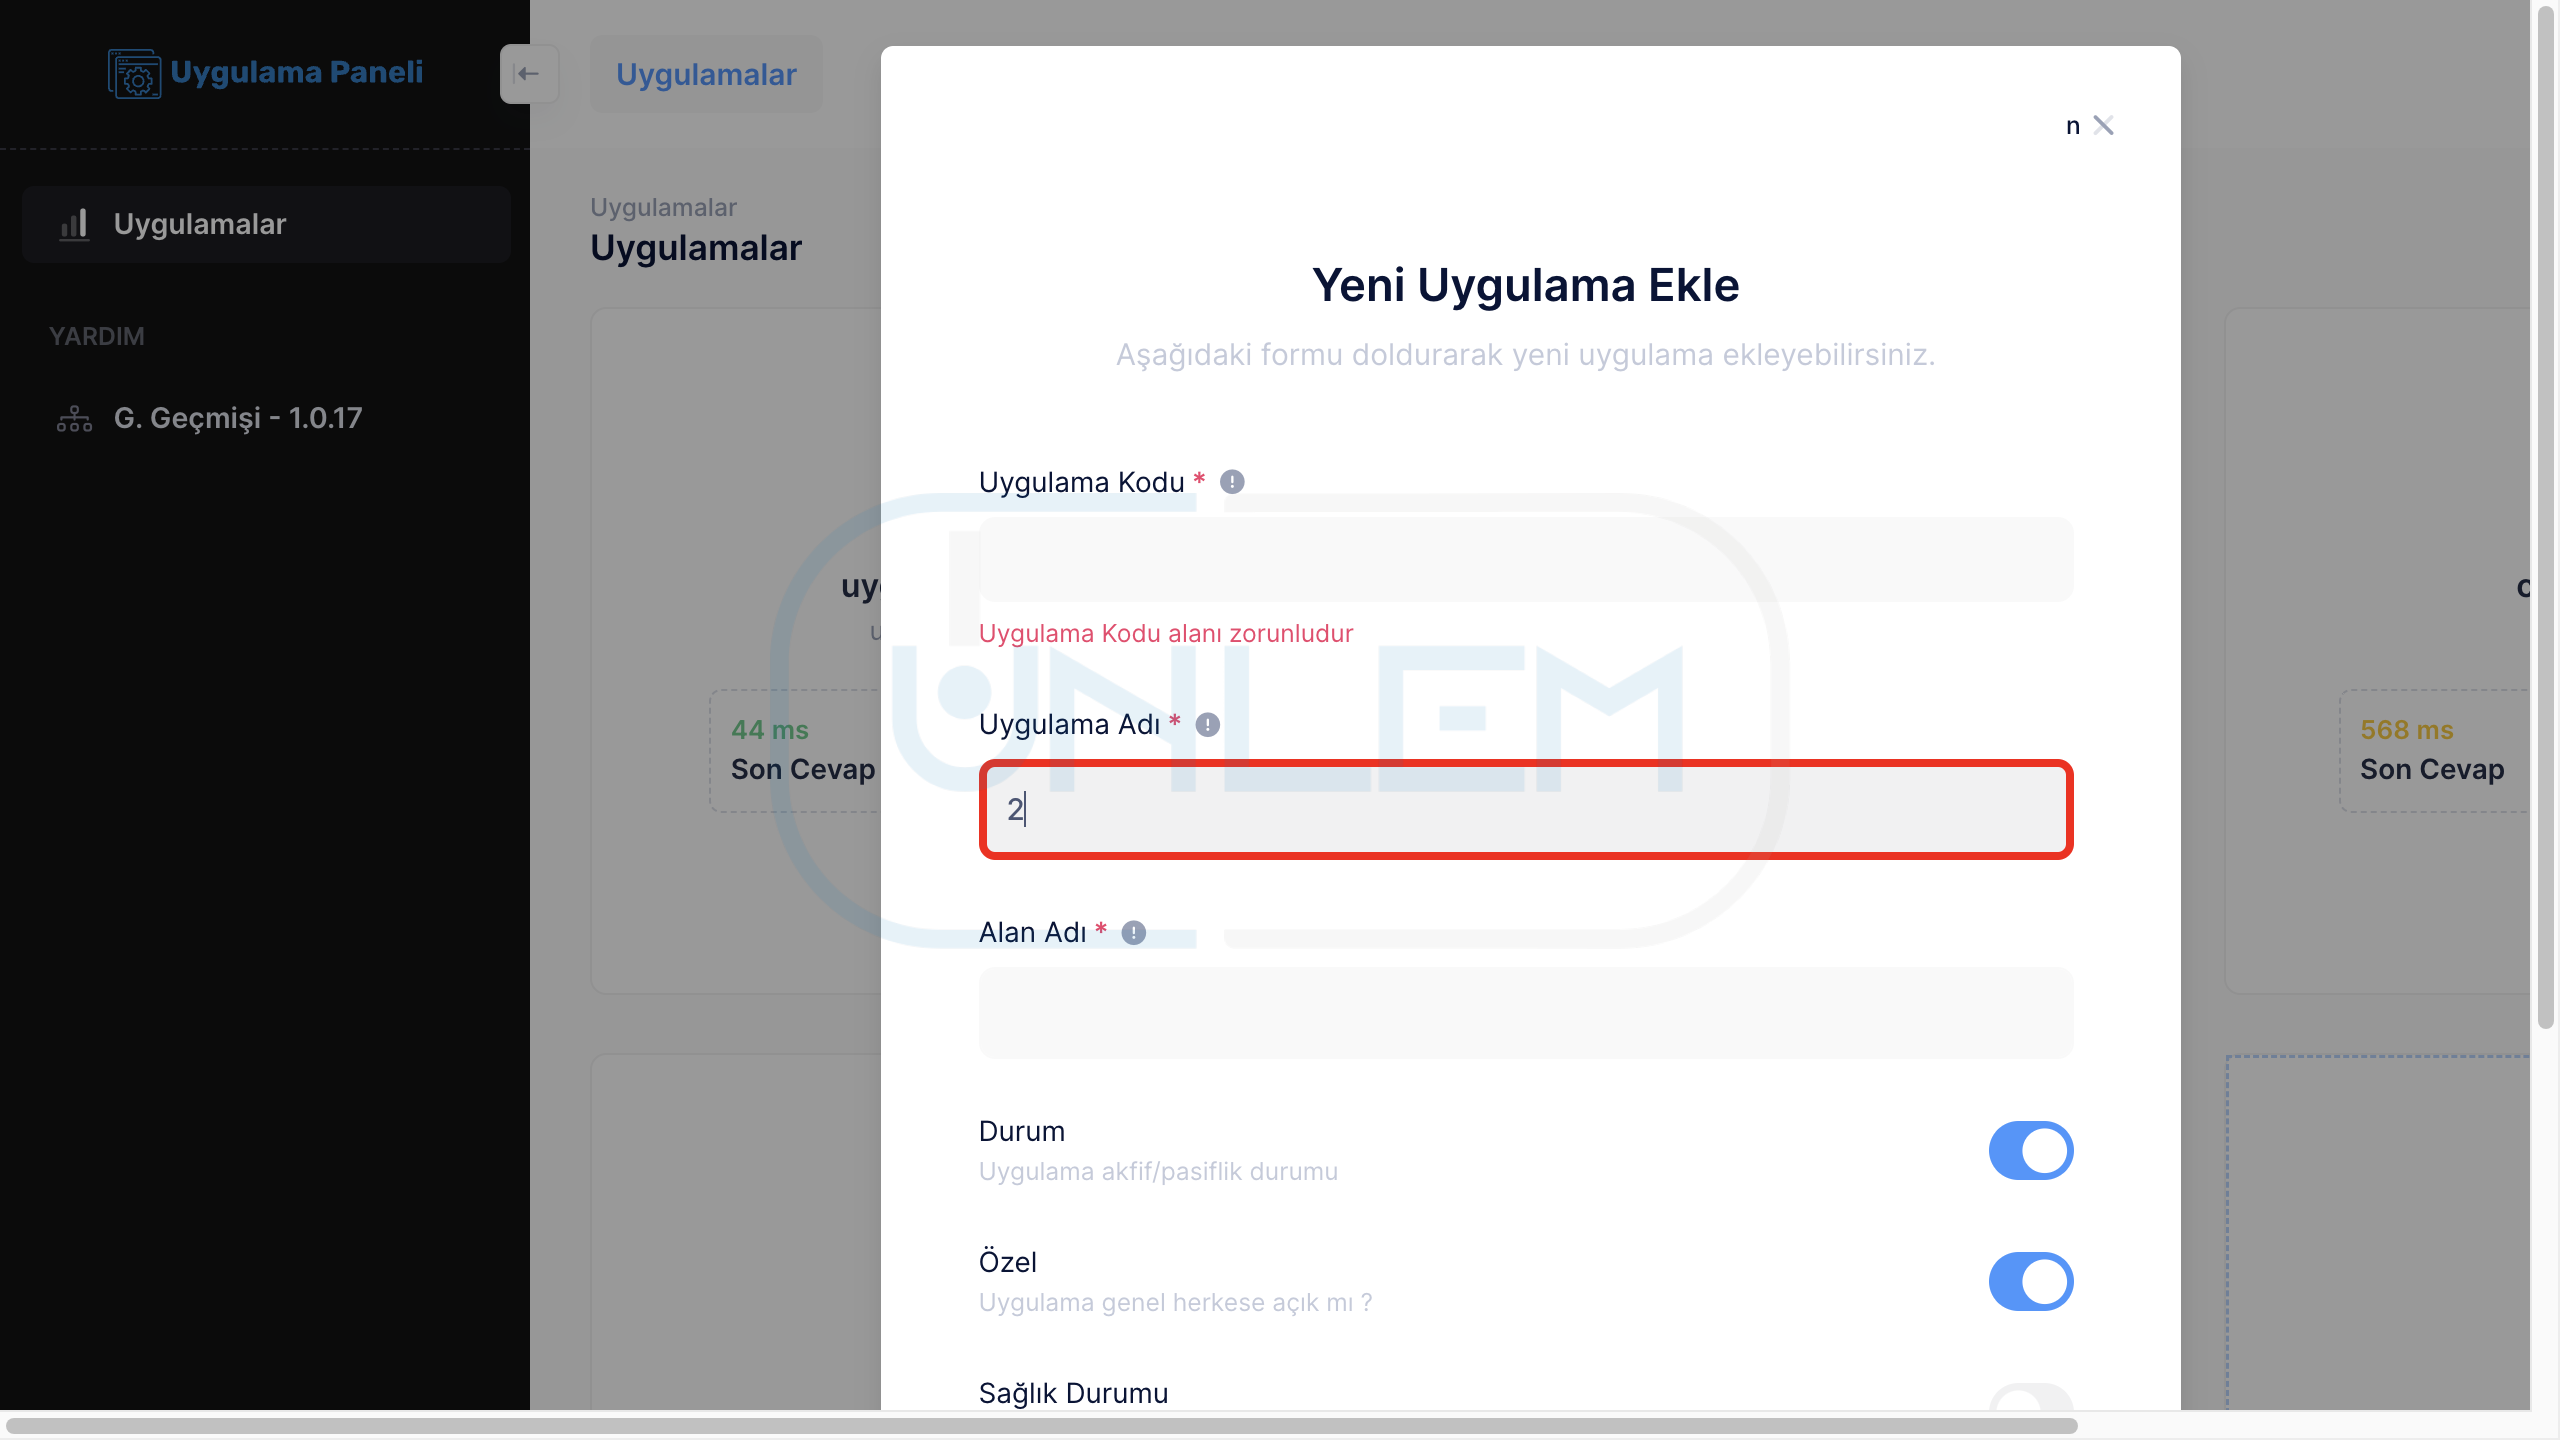 Uygulama Paneli
Uygulamalar
YARDIM
G. Geçmişi - 1.0.17
Uygulamalar
Uygulamalar
Uygulamalar
44 ms
Son Cevap
n
Yeni Uygulama Ekle
Aşağıdaki formu doldurarak yeni uygulama ekleyebilirsiniz.
Uygulama Kodu *
Uygulama Kodu alanı zorunludur
Uygulama Adı *
2
Alan Adı *
Durum
Uygulama akfif/pasiflik durumu
Özel
Uygulama genel herkese açık mı ?
Sağlık Durumu
568 ms
Son Cevap
UNLEM